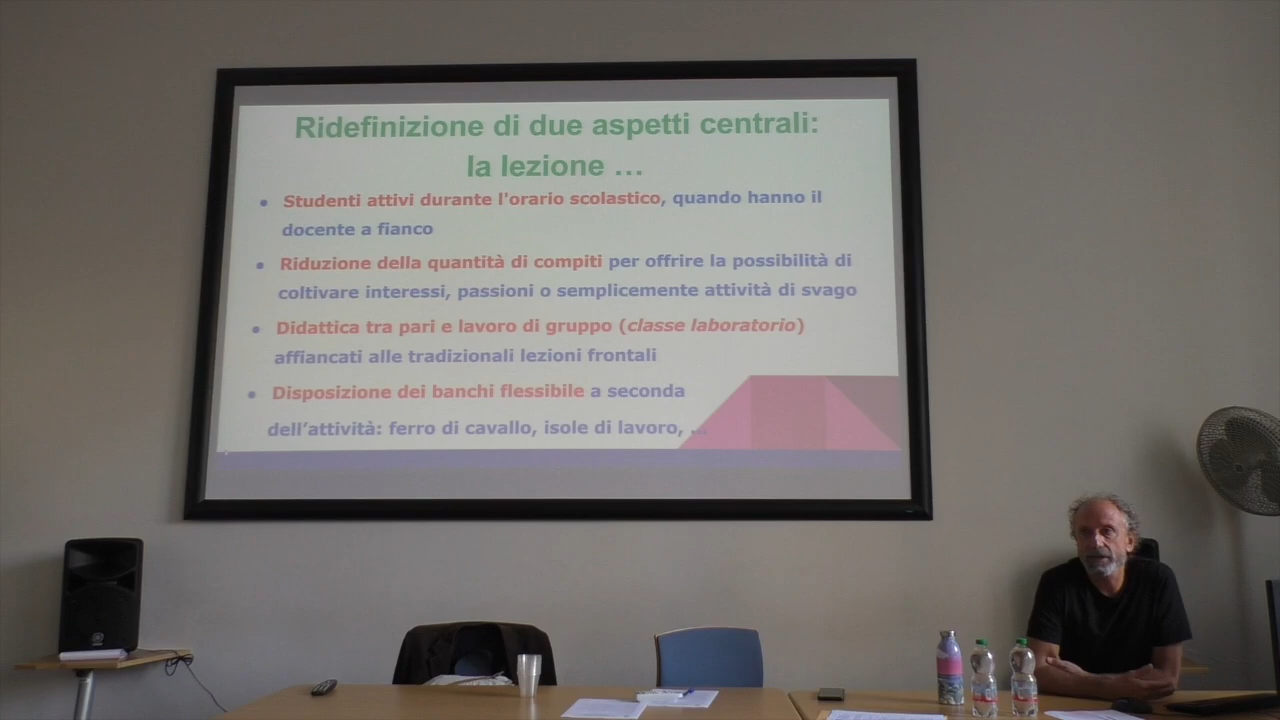 Ridefinizione di due aspetti centrali:
la lezione …
• Studenti attivi durante l'orario scolastico, quando hanno il
docente a fianco
• Riduzione della quantità di compiti per offrire la possibilità di
coltivare interessi, passioni o semplicemente attività di svago
• Didattica tra pari e lavoro di gruppo (classe laboratorio)
affiancati alle tradizionali lezioni frontali
• Disposizione dei banchi flessibile a seconda
dell’attività: ferro di cavallo, isole di lavoro, …